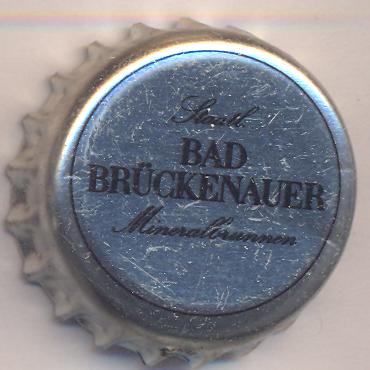 Staatl.
BAD
BRÜCKENAUER
Mineralbrunnen